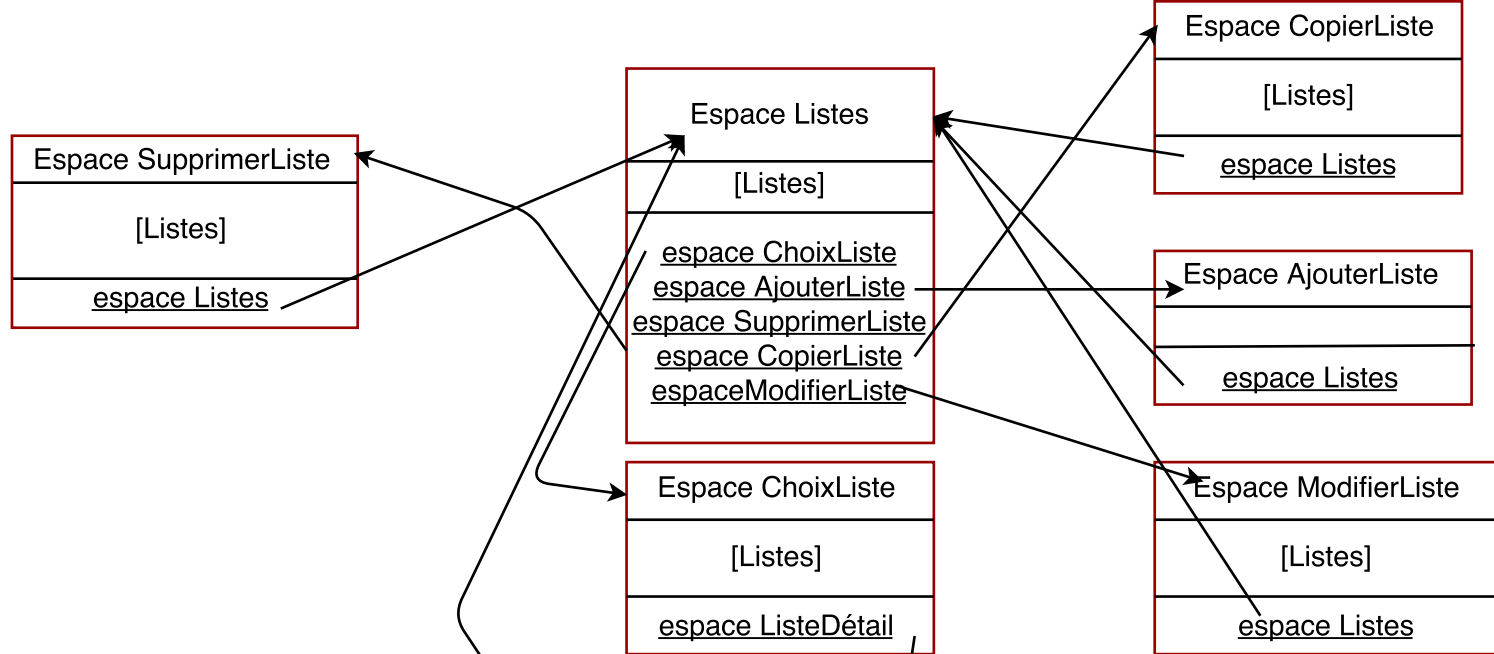 Espace SupprimerListe
[Listes]
espace Listes
Espace Listes
[Listes]
espace ChoixListe
espace AjouterListe
espace SupprimerListe
espace CopierListe
espaceModifierListe
Espace ChoixListe
[Listes]
espace ListeDétail
Espace CopierListe
[Listes]
espace Listes
Espace AjouterListe
espace Listes
Espace ModifierListe
[Listes]
espace Listes